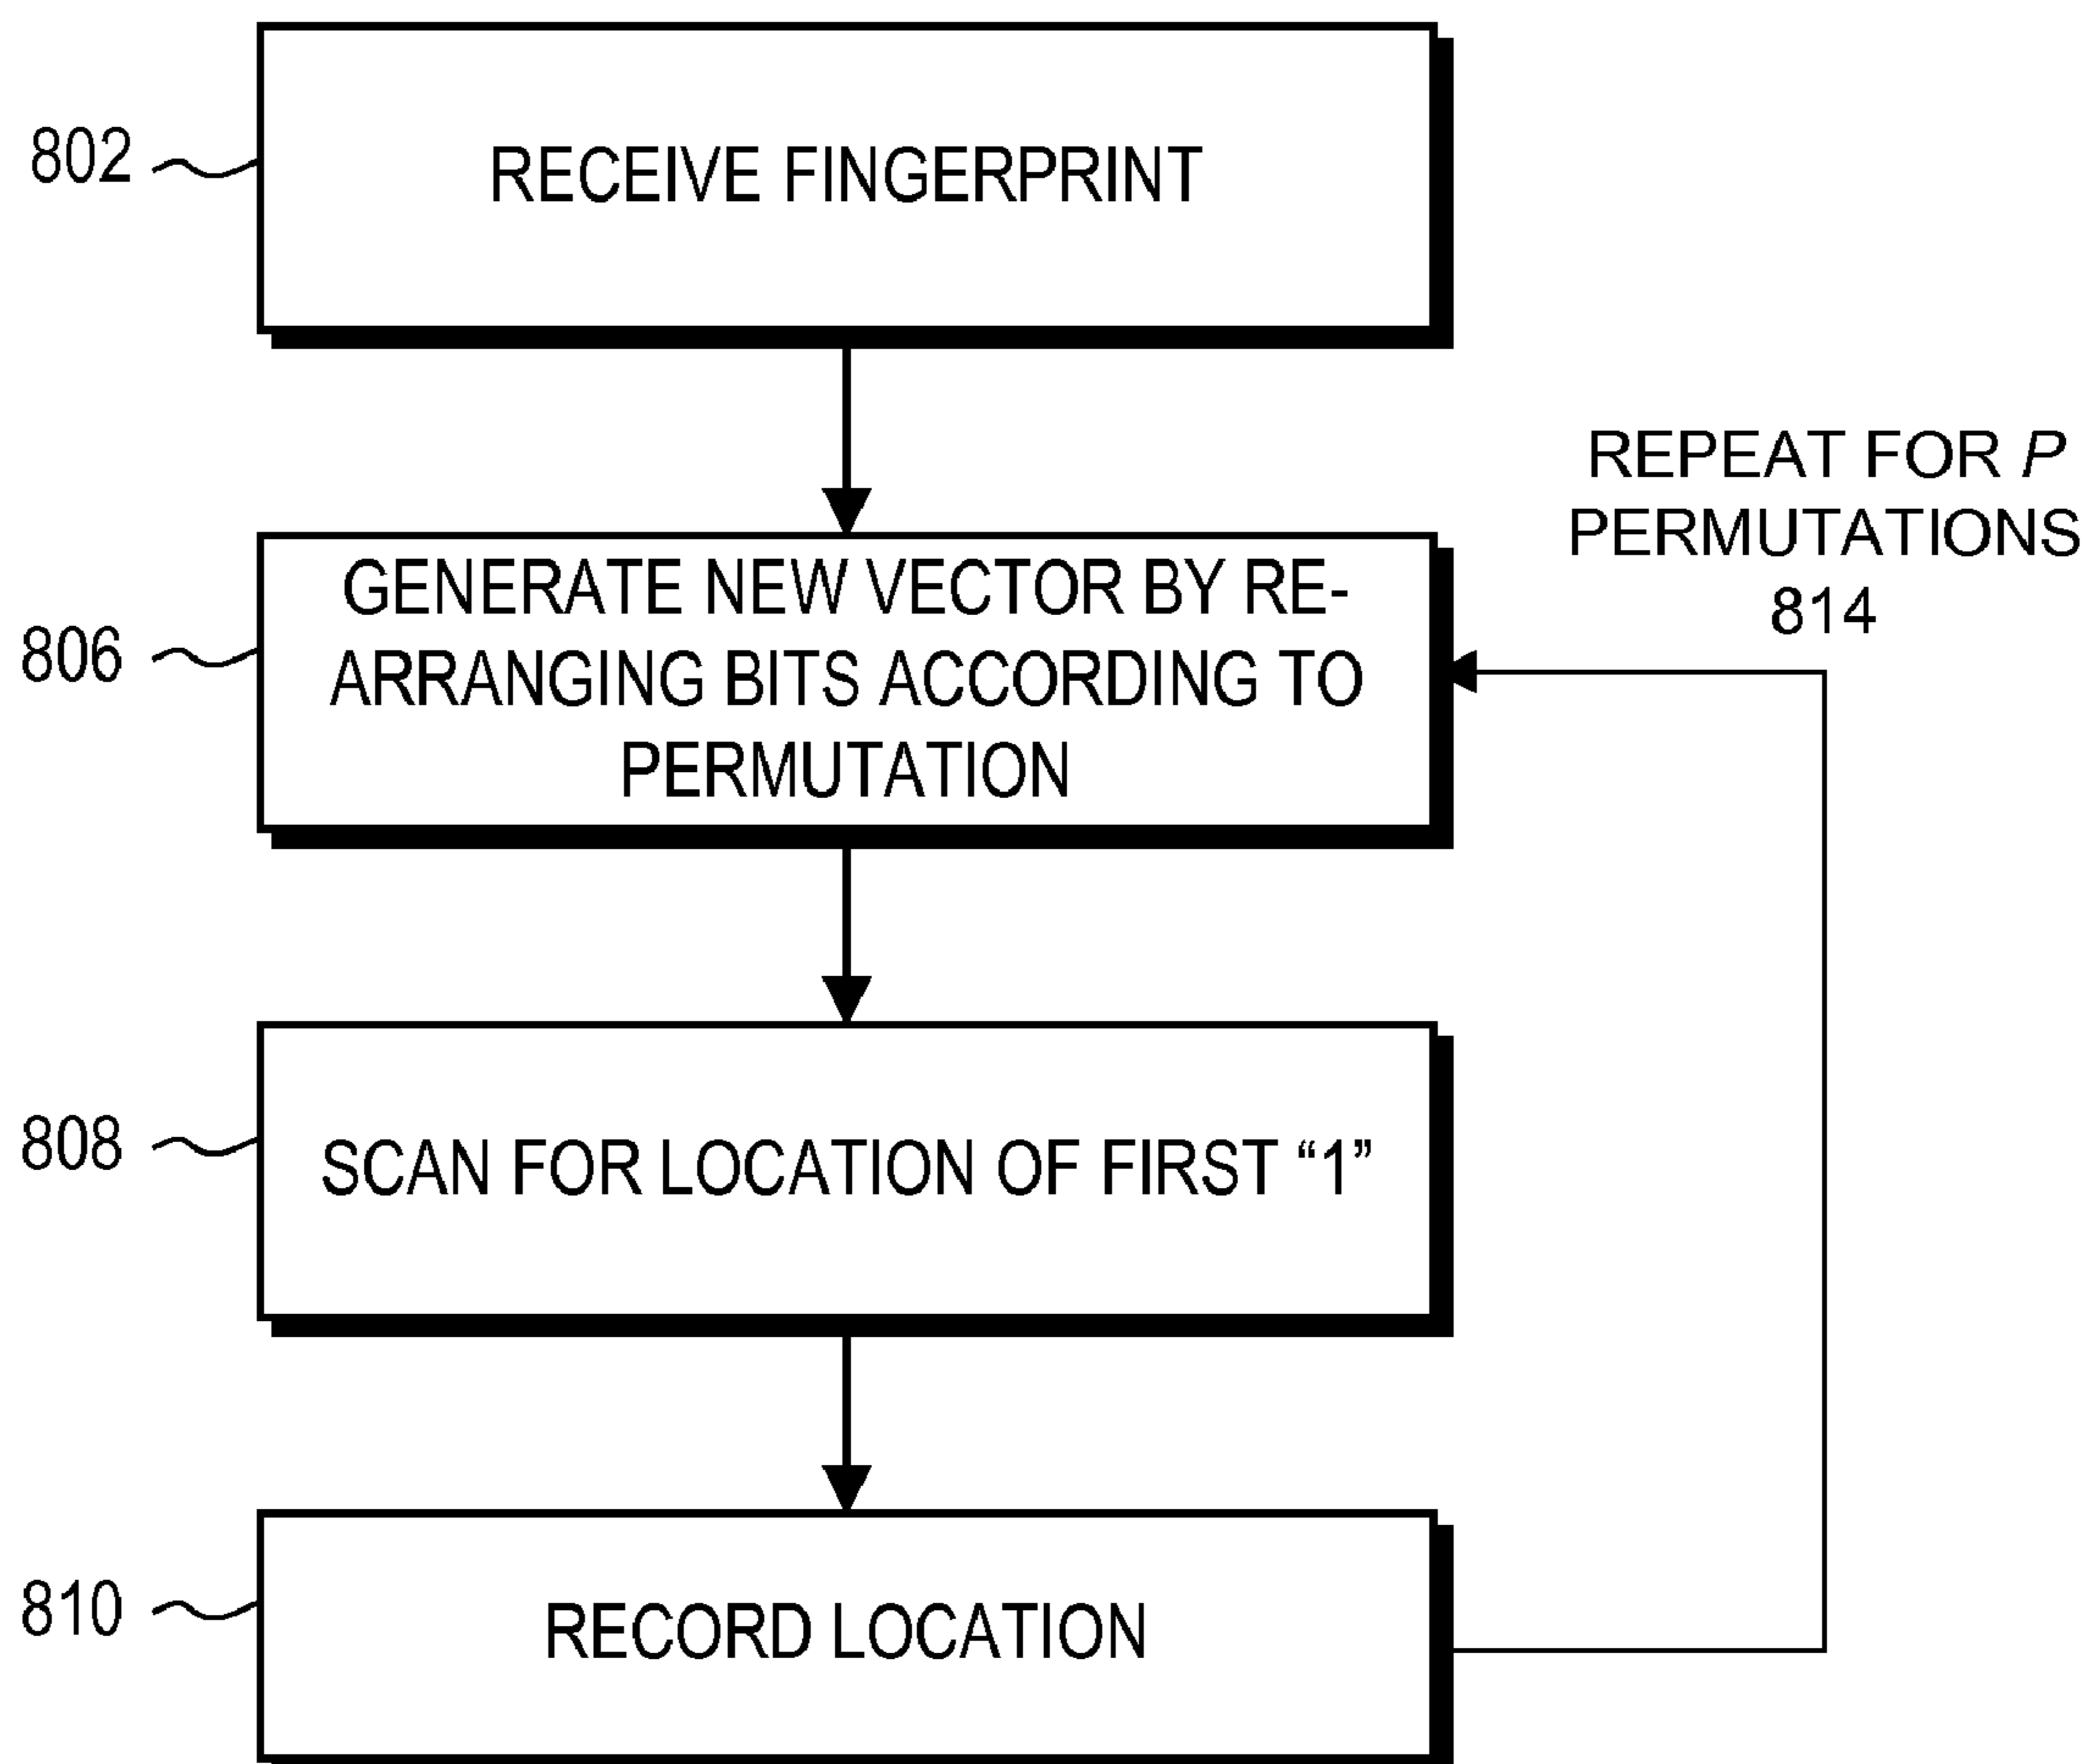 802
RECEIVE FINGERPRINT
REPEAT FOR P
PERMUTATIONS
814
806
GENERATE NEW VECTOR BY RE-
ARRANGING BITS ACCORDING TO
PERMUTATION
808
SCAN FOR LOCATION OF FIRST “1”
810
RECORD LOCATION